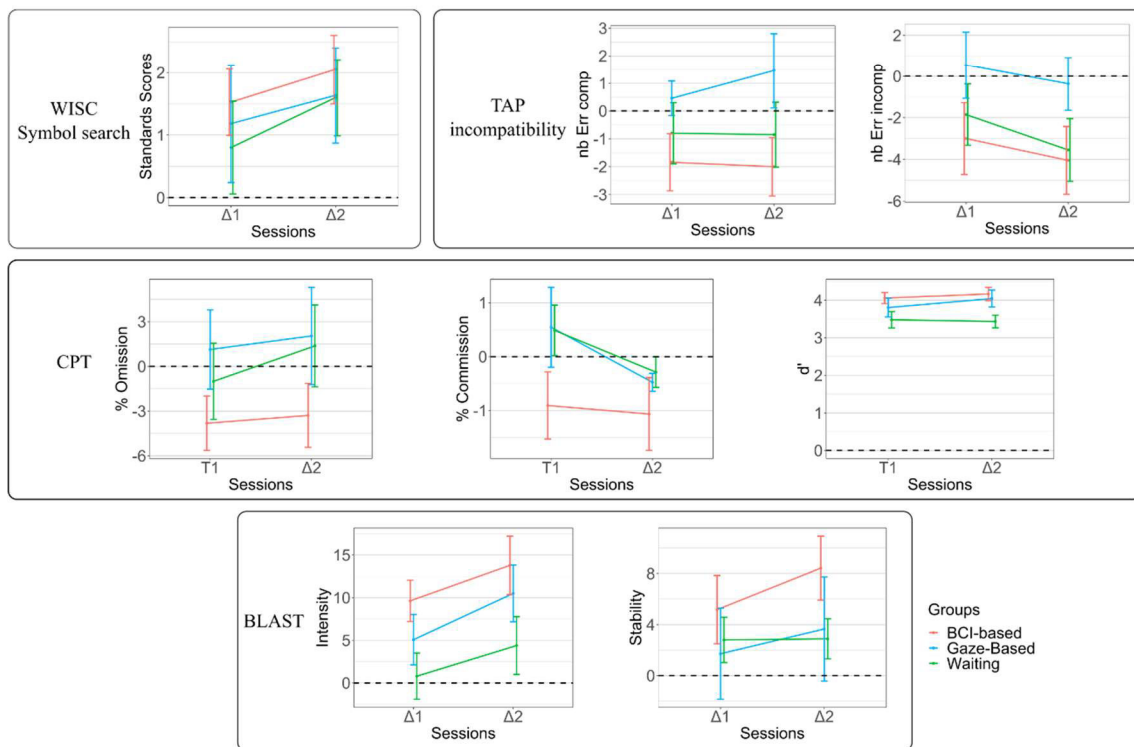 WISC
Symbol search
Standards Scores
2
1
0
Δ1
Δ2
Sessions
TAP
incompatibility
nb Err comp
3
2
1
0
-1
-2
-3
Δ1
Δ2
Sessions
nb Err incomp
2
0
-2
-4
-6
Δ1
Δ2
Sessions
CPT
% Omission
3
0
-3
-6
T1
Δ2
Sessions
% Commission
1
0
-1
T1
Δ2
Sessions
d'
4
3
2
1
0
T1
Δ2
Sessions
BLAST
Intensity
15
10
5
0
Δ1
Δ2
Sessions
Stability
8
4
0
Δ1
Δ2
Sessions
Groups
BCI-based
Gaze-Based
Waiting